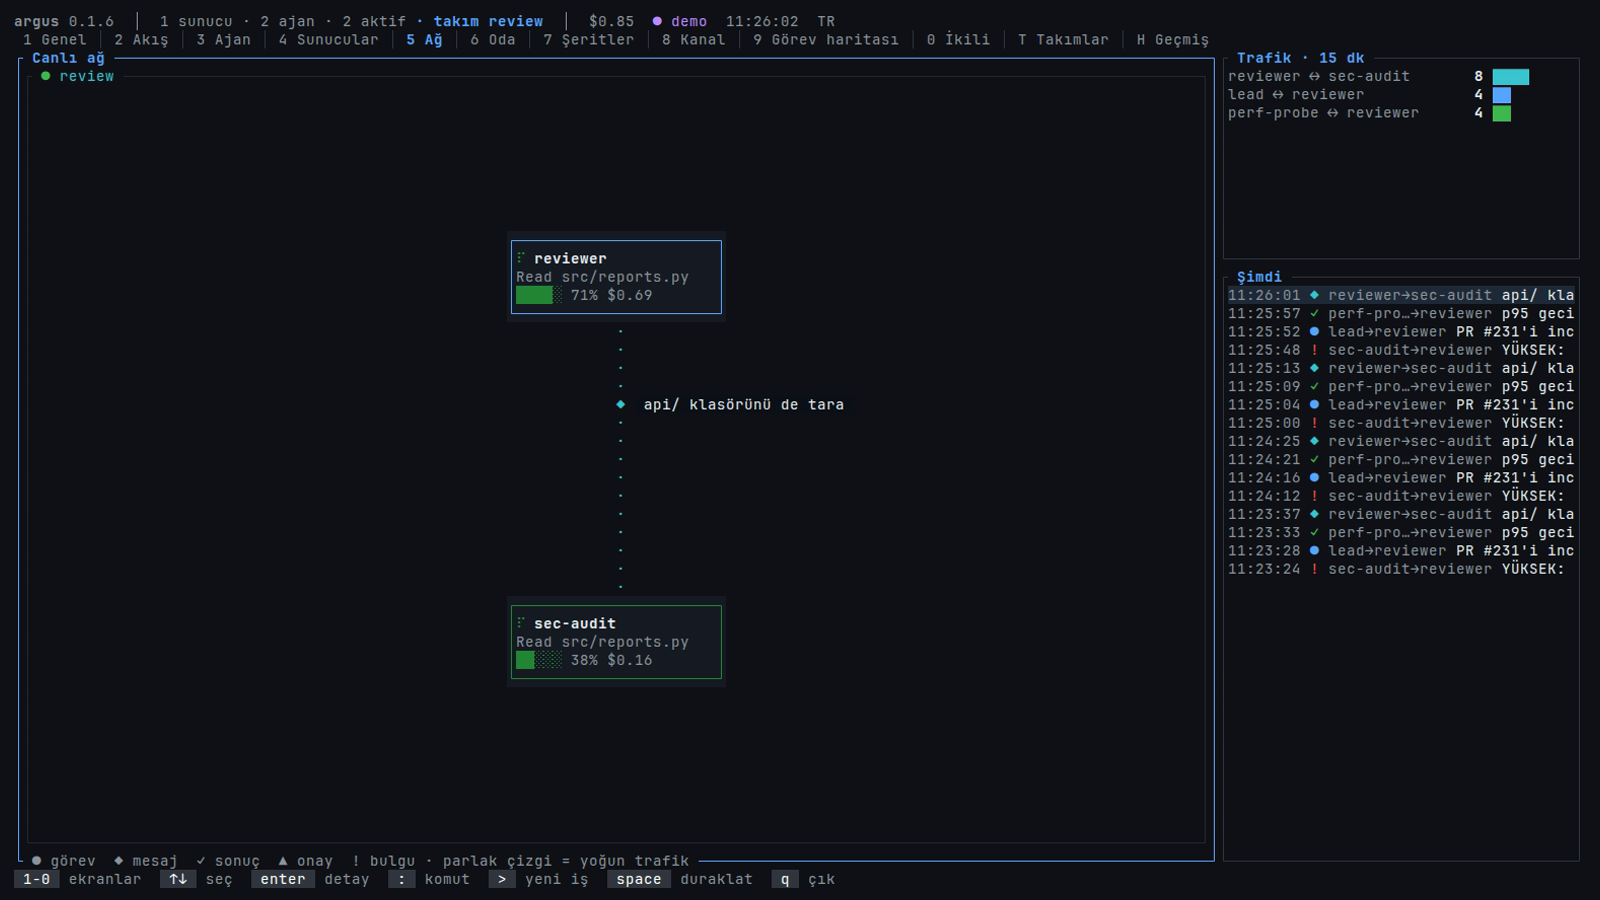 argus 0.1.6 │ 1 sunucu · 2 ajan · 2 aktif · takım review │ $0.85 ● demo 11:26:02 TR
1 Genel │ 2 Akış │ 3 Ajan │ 4 Sunucular │ 5 Ağ │ 6 Oda │ 7 Şeritler │ 8 Kanal │ 9 Görev haritası │ 0 İkili │ T Takımlar │ H Geçmiş
Canlı ağ
● review
reviewer
Read src/reports.py
71% $0.69
◆ api/ klasörünü de tara
sec-audit
Read src/reports.py
38% $0.16
● görev ◆ mesaj ✓ sonuç ▲ onay ! bulgu · parlak çizgi = yoğun trafik
Trafik · 15 dk
reviewer ↔ sec-audit 8
lead ↔ reviewer 4
perf-probe ↔ reviewer 4
Şimdi
11:26:01 ◆ reviewer→sec-audit api/ kla
11:25:57 ✓ perf-pro…→reviewer p95 geci
11:25:52 ● lead→reviewer PR #231'i inc
11:25:48 ! sec-audit→reviewer YÜKSEK:
11:25:13 ◆ reviewer→sec-audit api/ kla
11:25:09 ✓ perf-pro…→reviewer p95 geci
11:25:04 ● lead→reviewer PR #231'i inc
11:25:00 ! sec-audit→reviewer YÜKSEK:
11:24:25 ◆ reviewer→sec-audit api/ kla
11:24:21 ✓ perf-pro…→reviewer p95 geci
11:24:16 ● lead→reviewer PR #231'i inc
11:24:12 ! sec-audit→reviewer YÜKSEK:
11:23:37 ◆ reviewer→sec-audit api/ kla
11:23:33 ✓ perf-pro…→reviewer p95 geci
11:23:28 ● lead→reviewer PR #231'i inc
11:23:24 ! sec-audit→reviewer YÜKSEK:
1-0 ekranlar ↑↓ seç enter detay : komut > yeni iş space duraklat q çık